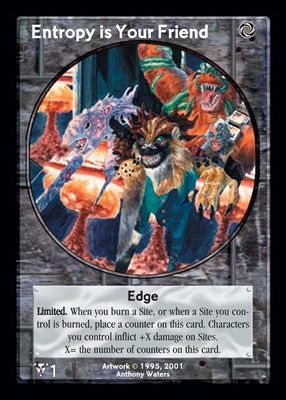 Entropy is Your Friend
Edge
Limited. When you burn a Site, or when a Site you con-
trol is burned, place a counter on this card. Characters
you control inflict +X damage on Sites.
X= the number of counters on this card.
1
Artwork © 1995, 2001
Anthony Waters